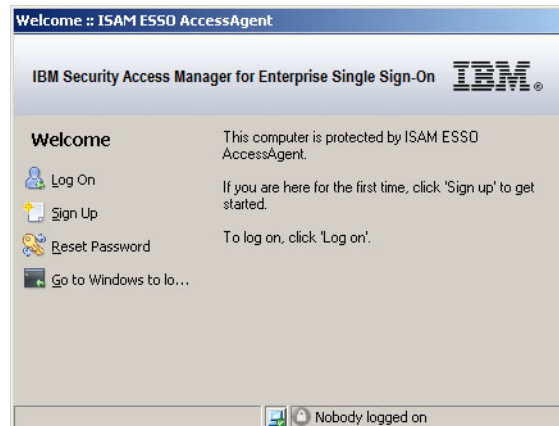 Welcome :: ISAM ESSO AccessAgent
IBM Security Access Manager for Enterprise Single Sign-On
IBM®
Welcome
Log On
Sign Up
Reset Password
Go to Windows to lo...
This computer is protected by ISAM ESSO
AccessAgent.
If you are here for the first time, click 'Sign up' to get
started.
To log on, click 'Log on'.
Nobody logged on